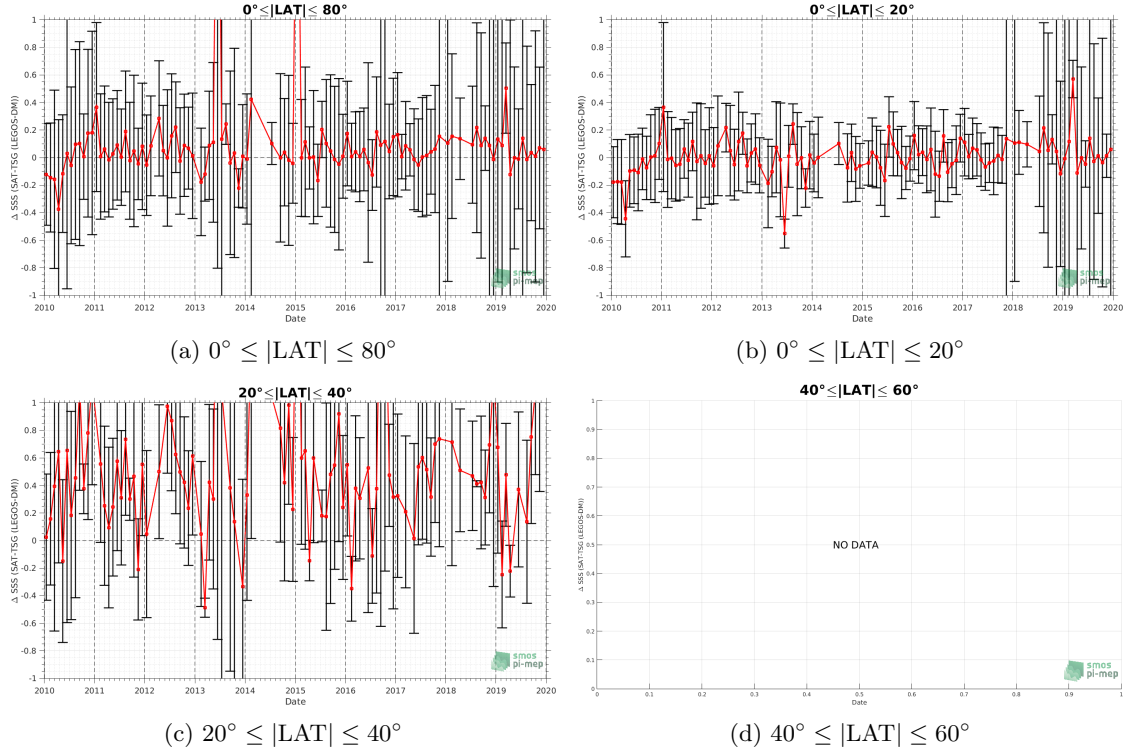 0°≤|LAT|≤ 80°
Δ SSS (SAT-TSG (LEGOS-DM))
1
0.8
0.6
0.4
0.2
0
-0.2
-0.4
-0.6
-0.8
-1
2010 2011 2012 2013 2014 2015 2016 2017 2018 2019 2020
Date
smos
pi-mep
(a) 0° ≤ |LAT| ≤ 80°
0°≤|LAT|≤ 20°
Δ SSS (SAT-TSG (LEGOS-DM))
1
0.8
0.6
0.4
0.2
0
-0.2
-0.4
-0.6
-0.8
-1
2010 2011 2012 2013 2014 2015 2016 2017 2018 2019 2020
Date
smos
pi-mep
(b) 0° ≤ |LAT| ≤ 20°
20°≤|LAT|≤ 40°
Δ SSS (SAT-TSG (LEGOS-DM))
1
0.8
0.6
0.4
0.2
0
-0.2
-0.4
-0.6
-0.8
-1
2010 2011 2012 2013 2014 2015 2016 2017 2018 2019 2020
Date
smos
pi-mep
(c) 20° ≤ |LAT| ≤ 40°
40°≤|LAT|≤ 60°
Δ SSS (SAT-TSG (LEGOS-DM))
1
0.9
0.8
0.7
0.6
0.5
0.4
0.3
0.2
0.1
0
NO DATA
0 0.1 0.2 0.3 0.4 0.5 0.6 0.7 0.8 0.9 1
Date
smos
pi-mep
(d) 40° ≤ |LAT| ≤ 60°